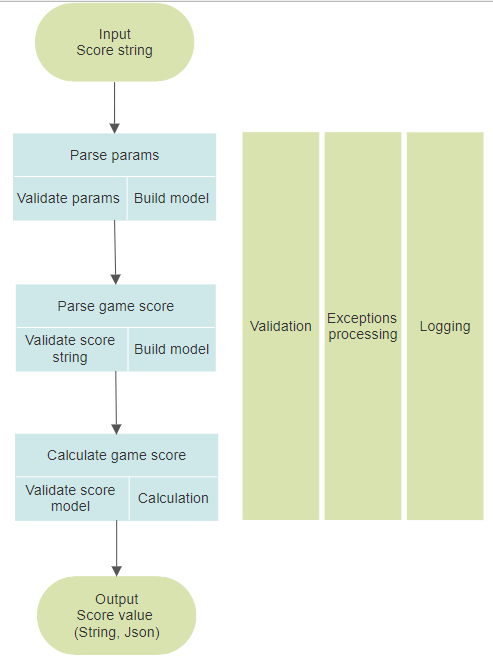 Input
Score string
Parse params
Validate params
Build model
Parse game score
Validate score
string
Build model
Calculate game score
Validate score
model
Calculation
Output
Score value
(String, Json)
Validation
Exceptions
processing
Logging